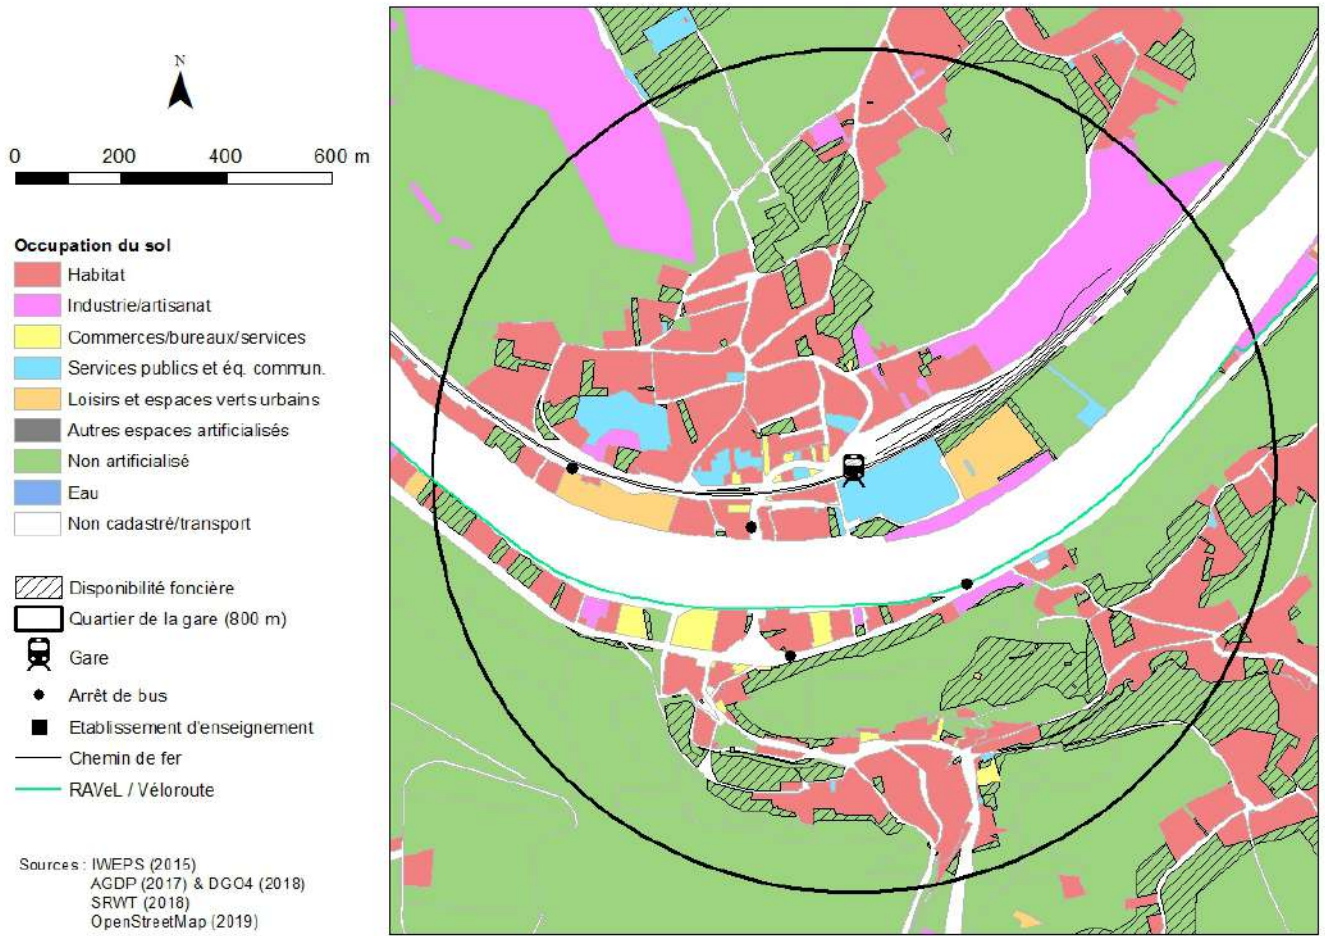 N
0 200 400 600 m
Occupation du sol
Habitat
Industrie/artisanat
Commerces/bureaux/services
Services publics et éq. commun.
Loisirs et espaces verts urbains
Autres espaces artificialisés
Non artificialisé
Eau
Non cadastré/transport
Disponibilité foncière
Quartier de la gare (800 m)
Gare
Arrêt de bus
Etablissement d'enseignement
Chemin de fer
RAVeL / Véloroute
Sources : IWEPS (2015)
AGDP (2017) & DGO4 (2018)
SRWT (2018)
OpenStreetMap (2019)